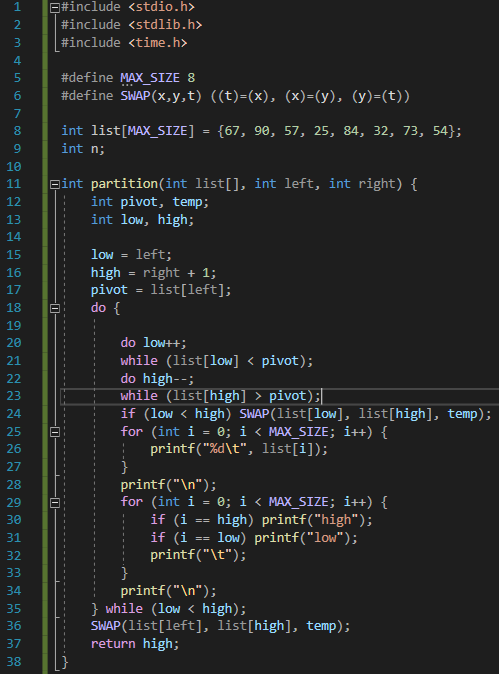 1 #include <stdio.h>
2 #include <stdlib.h>
3 #include <time.h>
4
5 #define MAX_SIZE 8
6 #define SWAP(x,y,t) ((t)=(x), (x)=(y), (y)=(t))
7
8 int list[MAX_SIZE] = {67, 90, 57, 25, 84, 32, 73, 54};
9 int n;
10
11 int partition(int list[], int left, int right) {
12 int pivot, temp;
13 int low, high;
14
15 low = left;
16 high = right + 1;
17 pivot = list[left];
18 do {
19
20 do low++;
21 while (list[low] < pivot);
22 do high--;
23 while (list[high] > pivot);
24 if (low < high) SWAP(list[low], list[high], temp);
25 for (int i = 0; i < MAX_SIZE; i++) {
26 printf("%d\t", list[i]);
27 }
28 printf("\n");
29 for (int i = 0; i < MAX_SIZE; i++) {
30 if (i == high) printf("high");
31 if (i == low) printf("low");
32 printf("\t");
33 }
34 printf("\n");
35 } while (low < high);
36 SWAP(list[left], list[high], temp);
37 return high;
38 }